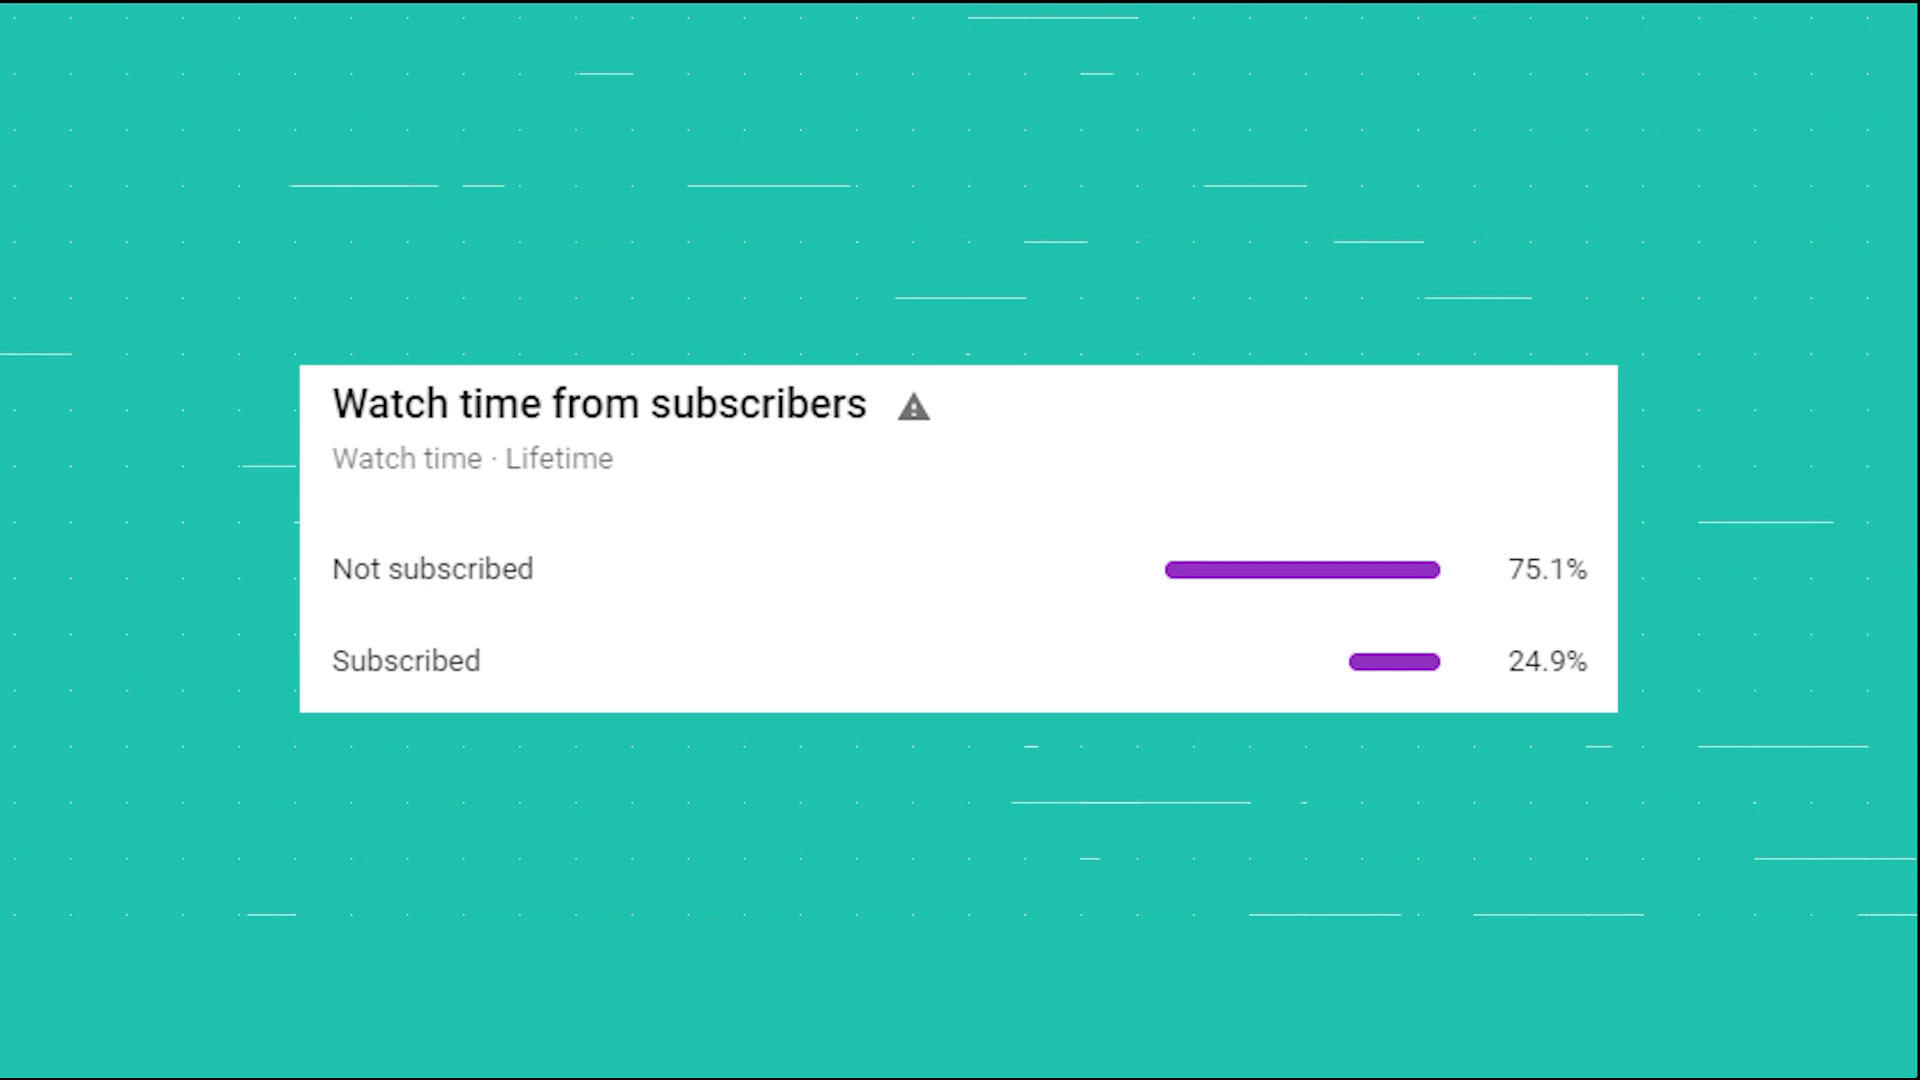 Watch time from subscribers
Watch time · Lifetime
Not subscribed 75.1%
Subscribed 24.9%